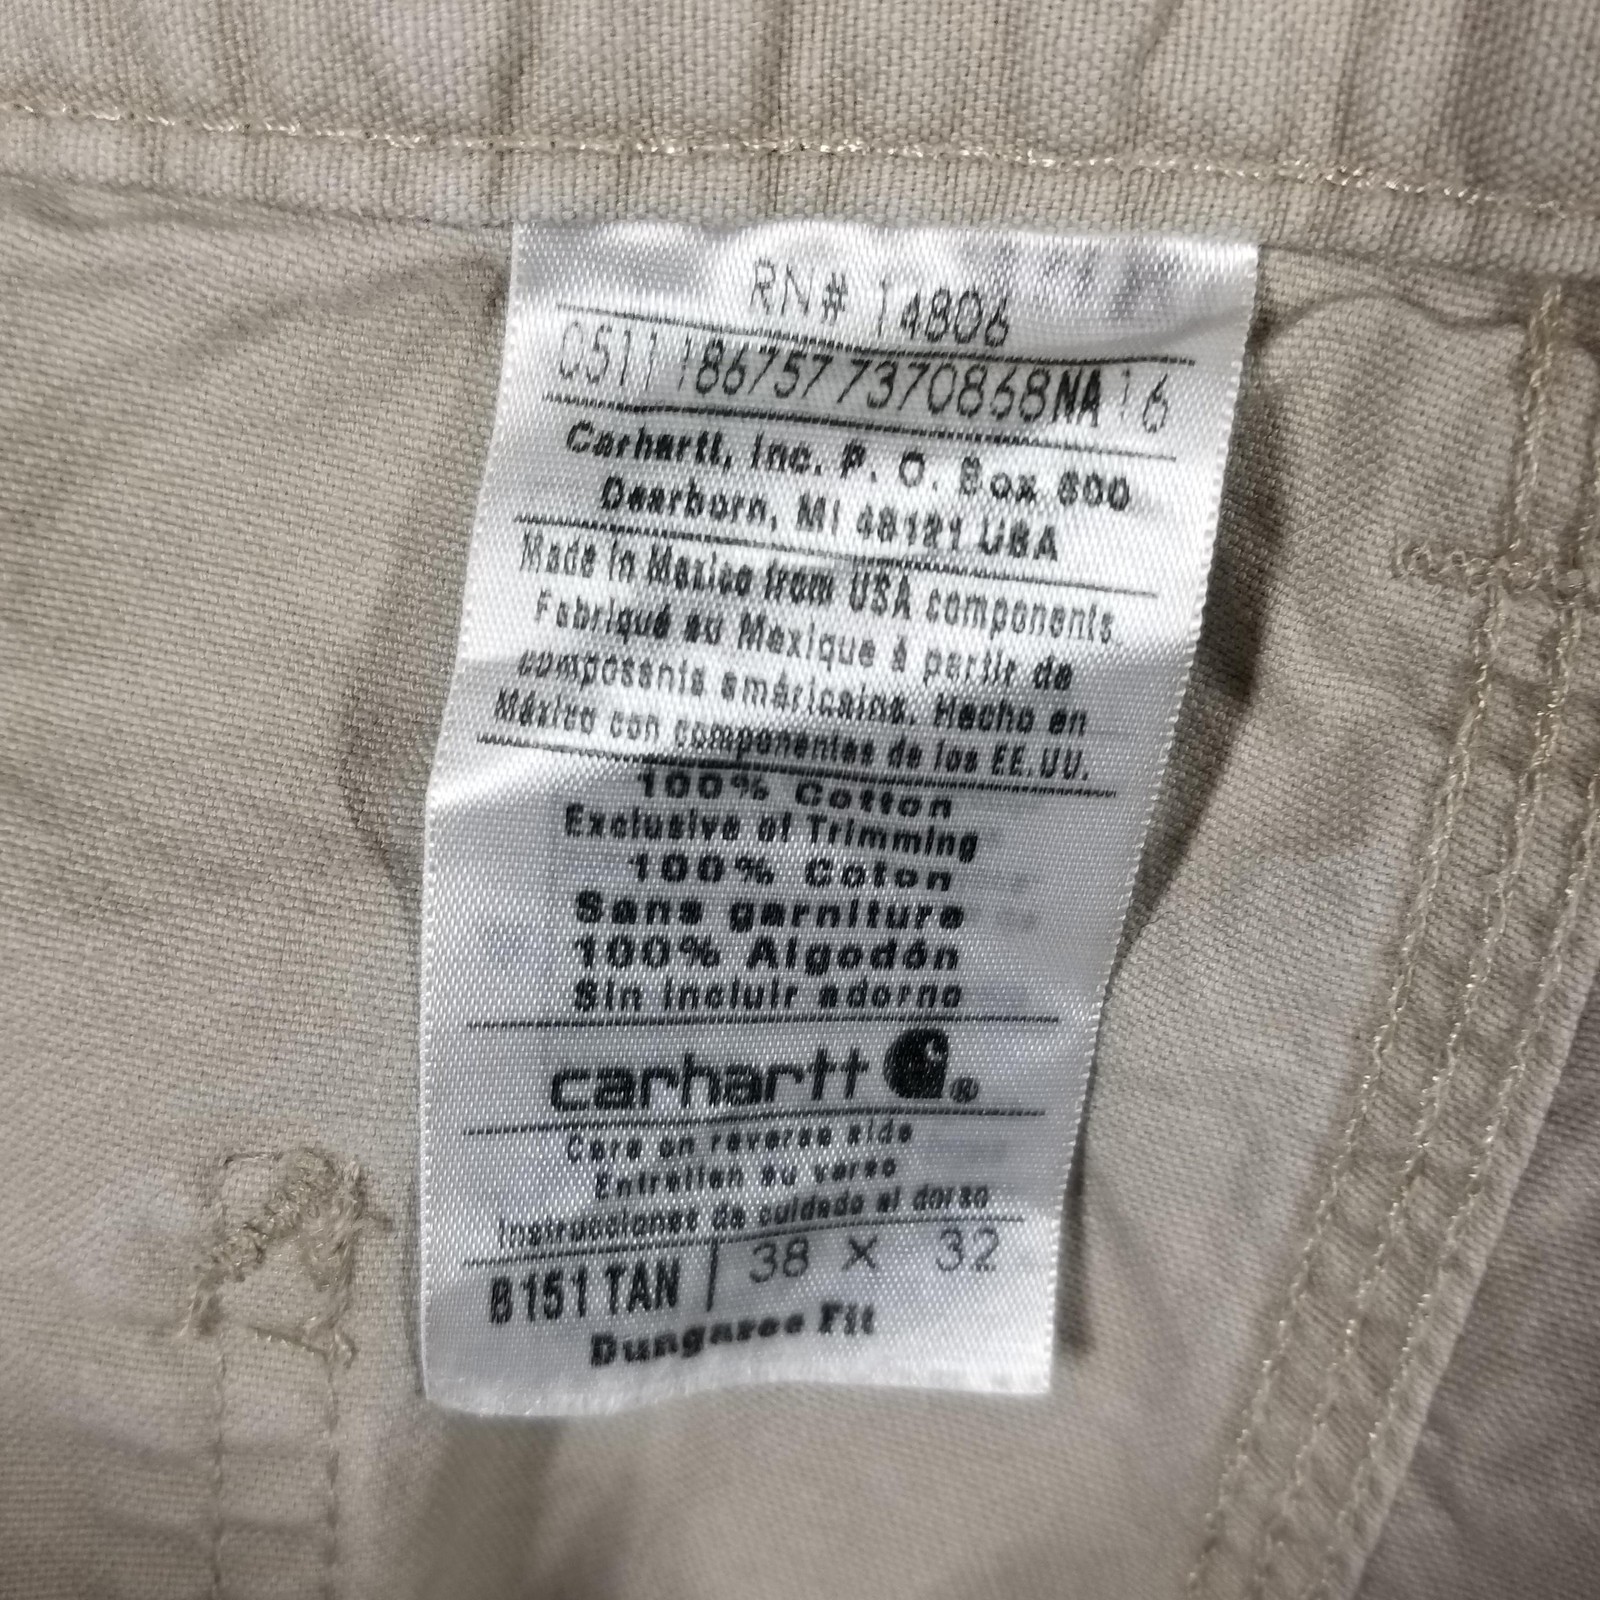 RN# 14806
0511 186757 7370868NA 16
Carhartt, Inc. P. O. Box 600
Dearborn, MI 48121 USA
Made in Mexico from USA components.
Fabriqué au Mexique à partir de
composants américains. Hecho en
México con componentes de los EE.UU.
100% Cotton
Exclusive of Trimming
100% Coton
Sans garniture
100% Algodón
Sin incluir adorno
carhartt ®
Care on reverse side
Entretien au verso
Instrucciones de cuidado al dorso
B151 TAN | 38 X 32
Dungaree Fit